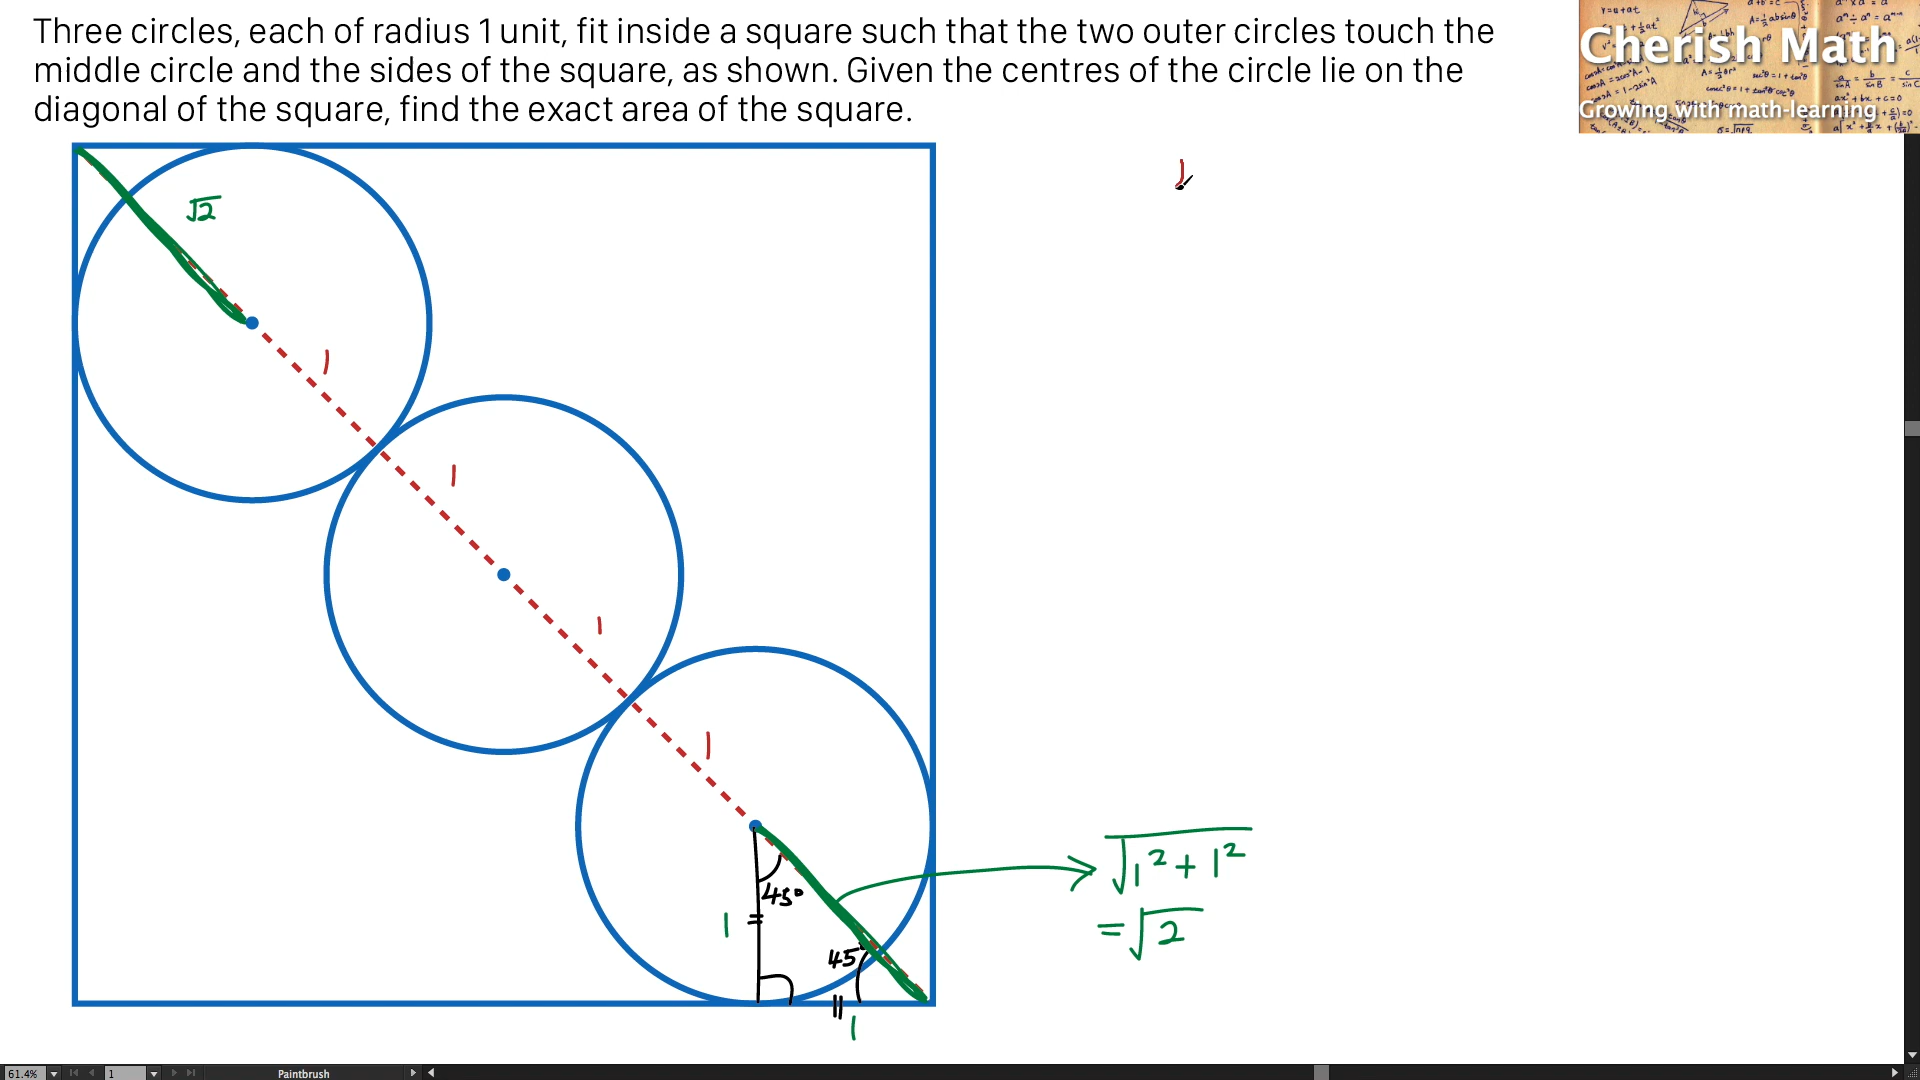 Three circles, each of radius 1 unit, fit inside a square such that the two outer circles touch the
middle circle and the sides of the square, as shown. Given the centres of the circle lie on the
diagonal of the square, find the exact area of the square.
Cherish Math
Growing with math-learning
1
√2
1
1
1
1
45°
1
45°
1
√1² + 1²
= √2
61.4%
1
Paintbrush